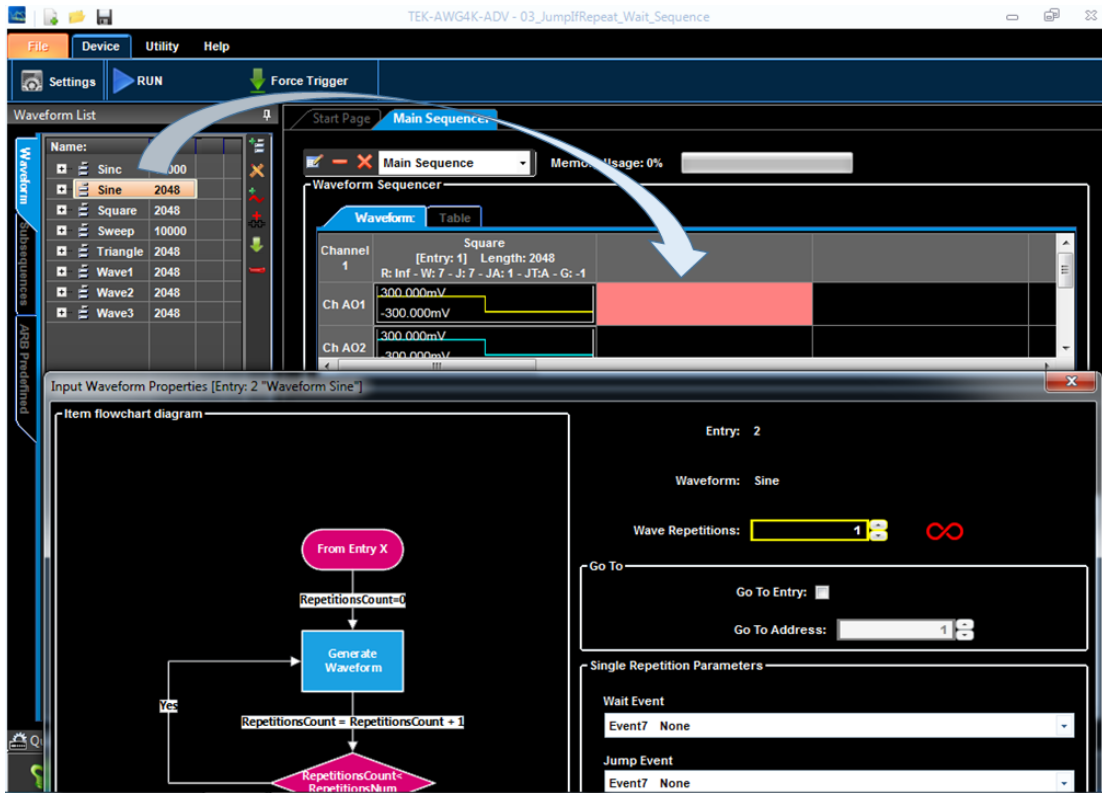 TEK-AWG4K-ADV - 03_JumpIfRepeat_Wait_Sequence
File Device Utility Help
Settings RUN Force Trigger
Waveform List
Start Page Main Sequence
Name:
Sinc 000
Sine 2048
Square 2048
Sweep 10000
Triangle 2048
Wave1 2048
Wave2 2048
Wave3 2048
Waveform
Subsequences
ARB Predefined
Main Sequence Memo Usage: 0%
Waveform Sequencer
Waveform: Table
Channel 1
Square
[Entry: 1] Length: 2048
R: Inf - W: 7 - J: 7 - JA: 1 - JT:A - G: -1
Ch AO1
300.000mV
-300.000mV
Ch AO2
300.000mV
-300.000mV
Input Waveform Properties [Entry: 2 "Waveform Sine"]
Item flowchart diagram
From Entry X
RepetitionsCount=0
Generate
Waveform
Yes
RepetitionsCount = RepetitionsCount + 1
RepetitionsCount<
RepetitionsNum
Entry: 2
Waveform: Sine
Wave Repetitions: 1
Go To
Go To Entry:
Go To Address: 1
Single Repetition Parameters
Wait Event
Event7 None
Jump Event
Event7 None